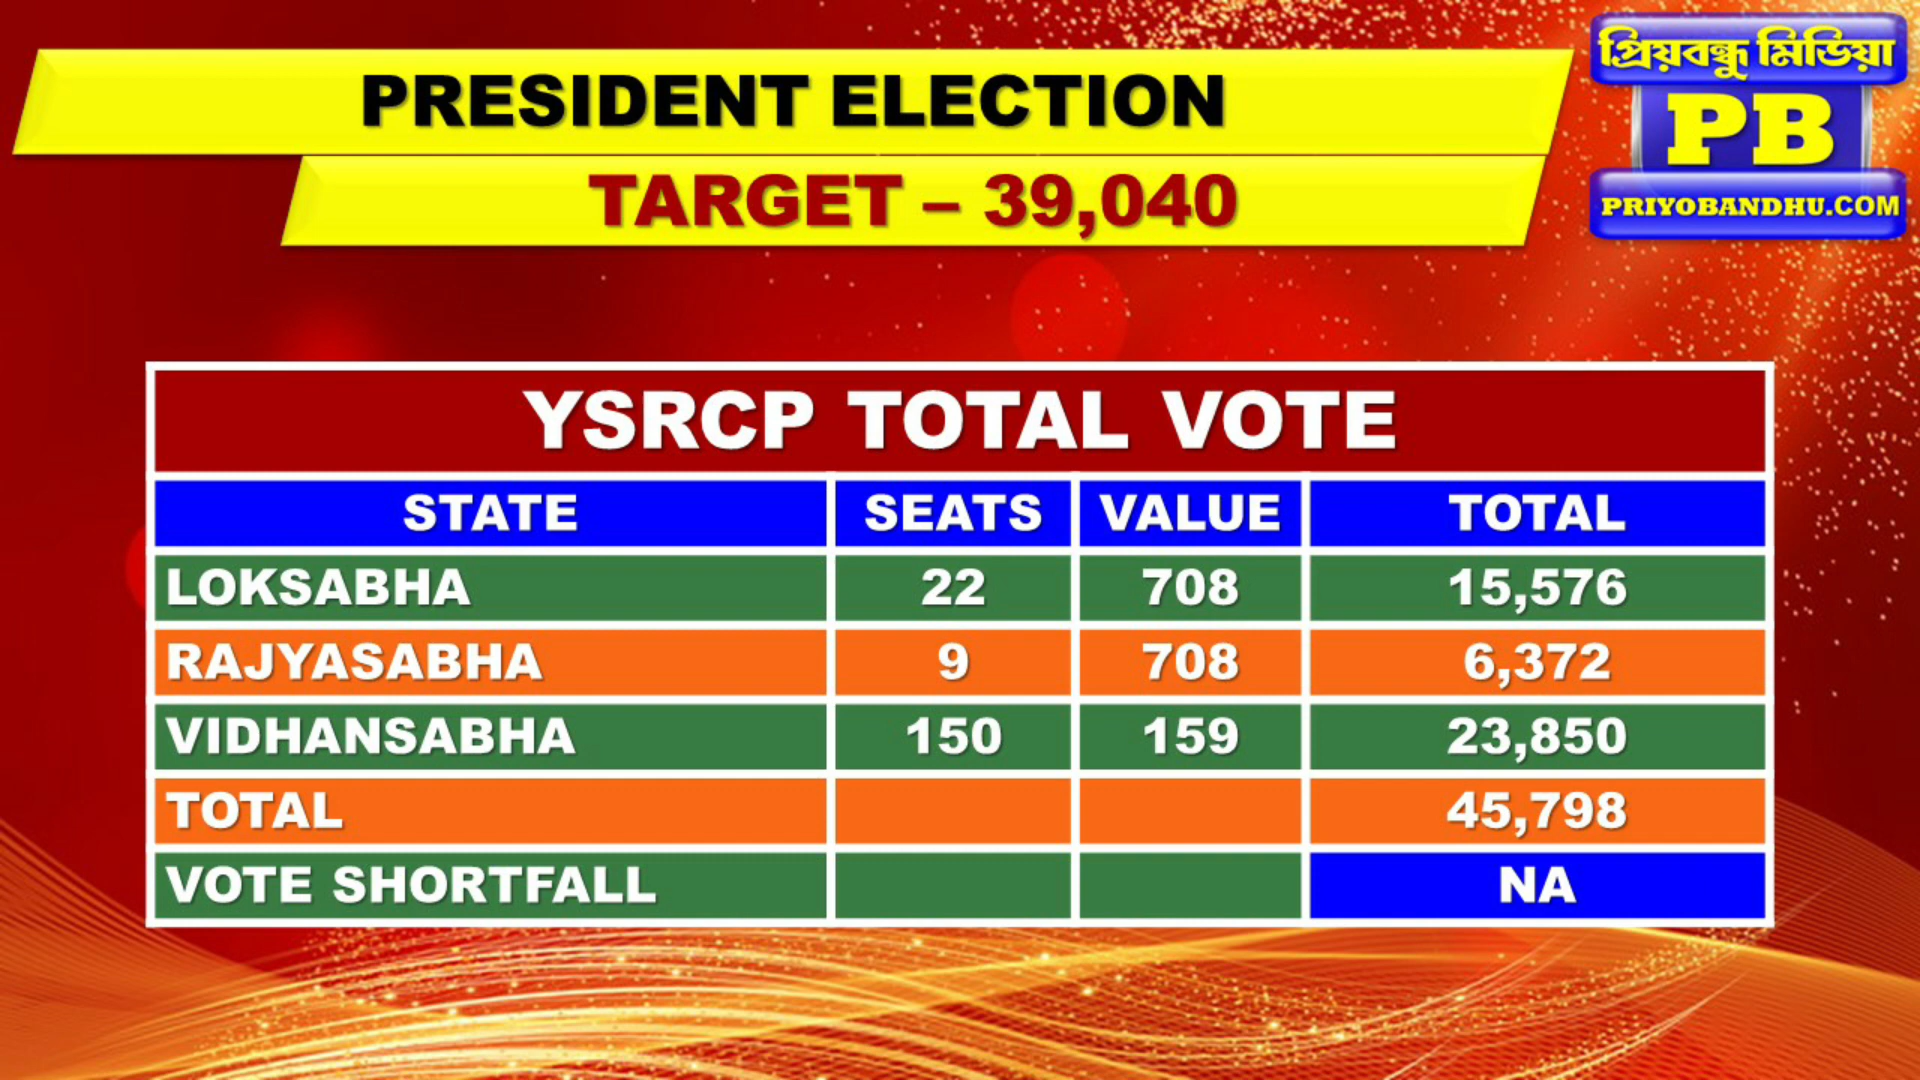 PRESIDENT ELECTION
TARGET – 39,040
প্রিয়বন্ধু মিডিয়া
PB
PRIYOBANDHU.COM
YSRCP TOTAL VOTE
STATE SEATS VALUE TOTAL
LOKSABHA 22 708 15,576
RAJYASABHA 9 708 6,372
VIDHANSABHA 150 159 23,850
TOTAL 45,798
VOTE SHORTFALL NA